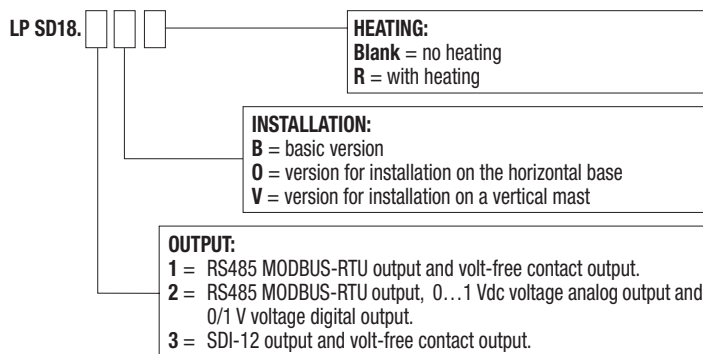 LP SD18.
HEATING:
Blank = no heating
R = with heating
INSTALLATION:
B = basic version
O = version for installation on the horizontal base
V = version for installation on a vertical mast
OUTPUT:
1 = RS485 MODBUS-RTU output and volt-free contact output.
2 = RS485 MODBUS-RTU output, 0…1 Vdc voltage analog output and
0/1 V voltage digital output.
3 = SDI-12 output and volt-free contact output.